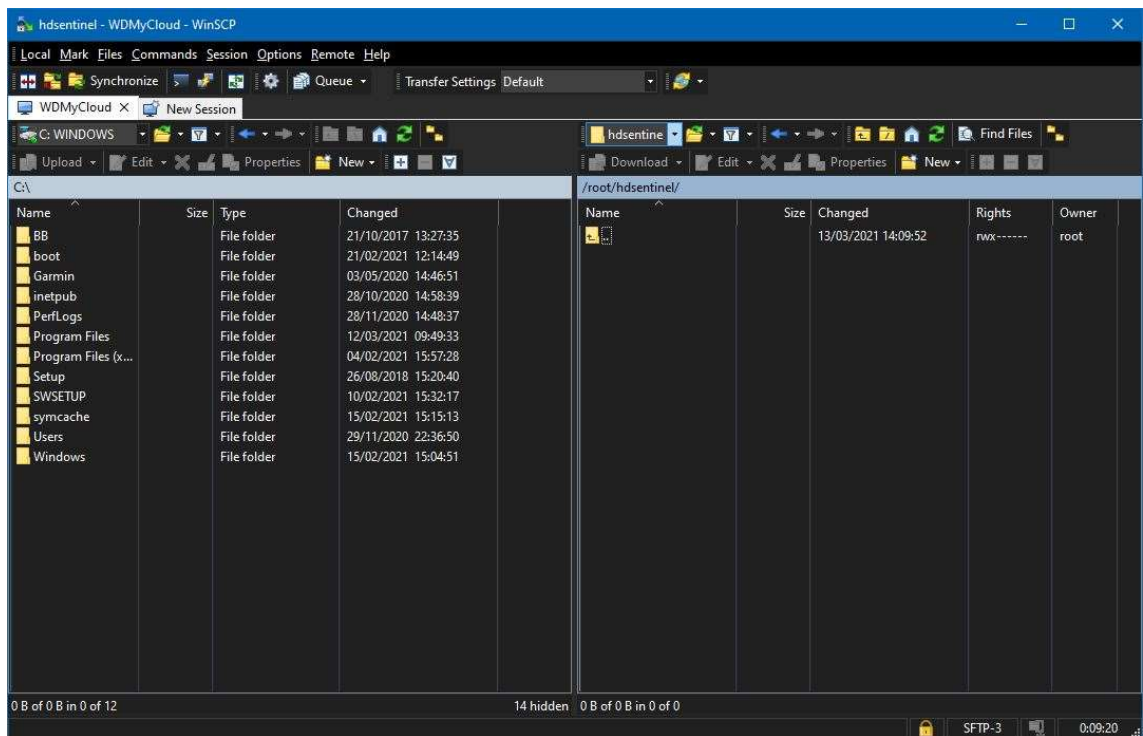 hdsentinel - WDMyCloud - WinSCP
Local Mark Files Commands Session Options Remote Help
Synchronize Queue Transfer Settings Default
WDMyCloud New Session
C: WINDOWS hdsentine Find Files
Upload Edit Properties New Download Edit Properties New
C:\ /root/hdsentinel/
Name Size Type Changed Name Size Changed Rights Owner
BB File folder 21/10/2017 13:27:35 .. 13/03/2021 14:09:52 rwx------ root
boot File folder 21/02/2021 12:14:49
Garmin File folder 03/05/2020 14:46:51
inetpub File folder 28/10/2020 14:58:39
PerfLogs File folder 28/11/2020 14:48:37
Program Files File folder 12/03/2021 09:49:33
Program Files (x... File folder 04/02/2021 15:57:28
Setup File folder 26/08/2018 15:20:40
SWSETUP File folder 10/02/2021 15:32:17
symcache File folder 15/02/2021 15:15:13
Users File folder 29/11/2020 22:36:50
Windows File folder 15/02/2021 15:04:51
0 B of 0 B in 0 of 12 14 hidden 0 B of 0 B in 0 of 0
SFTP-3 0:09:20